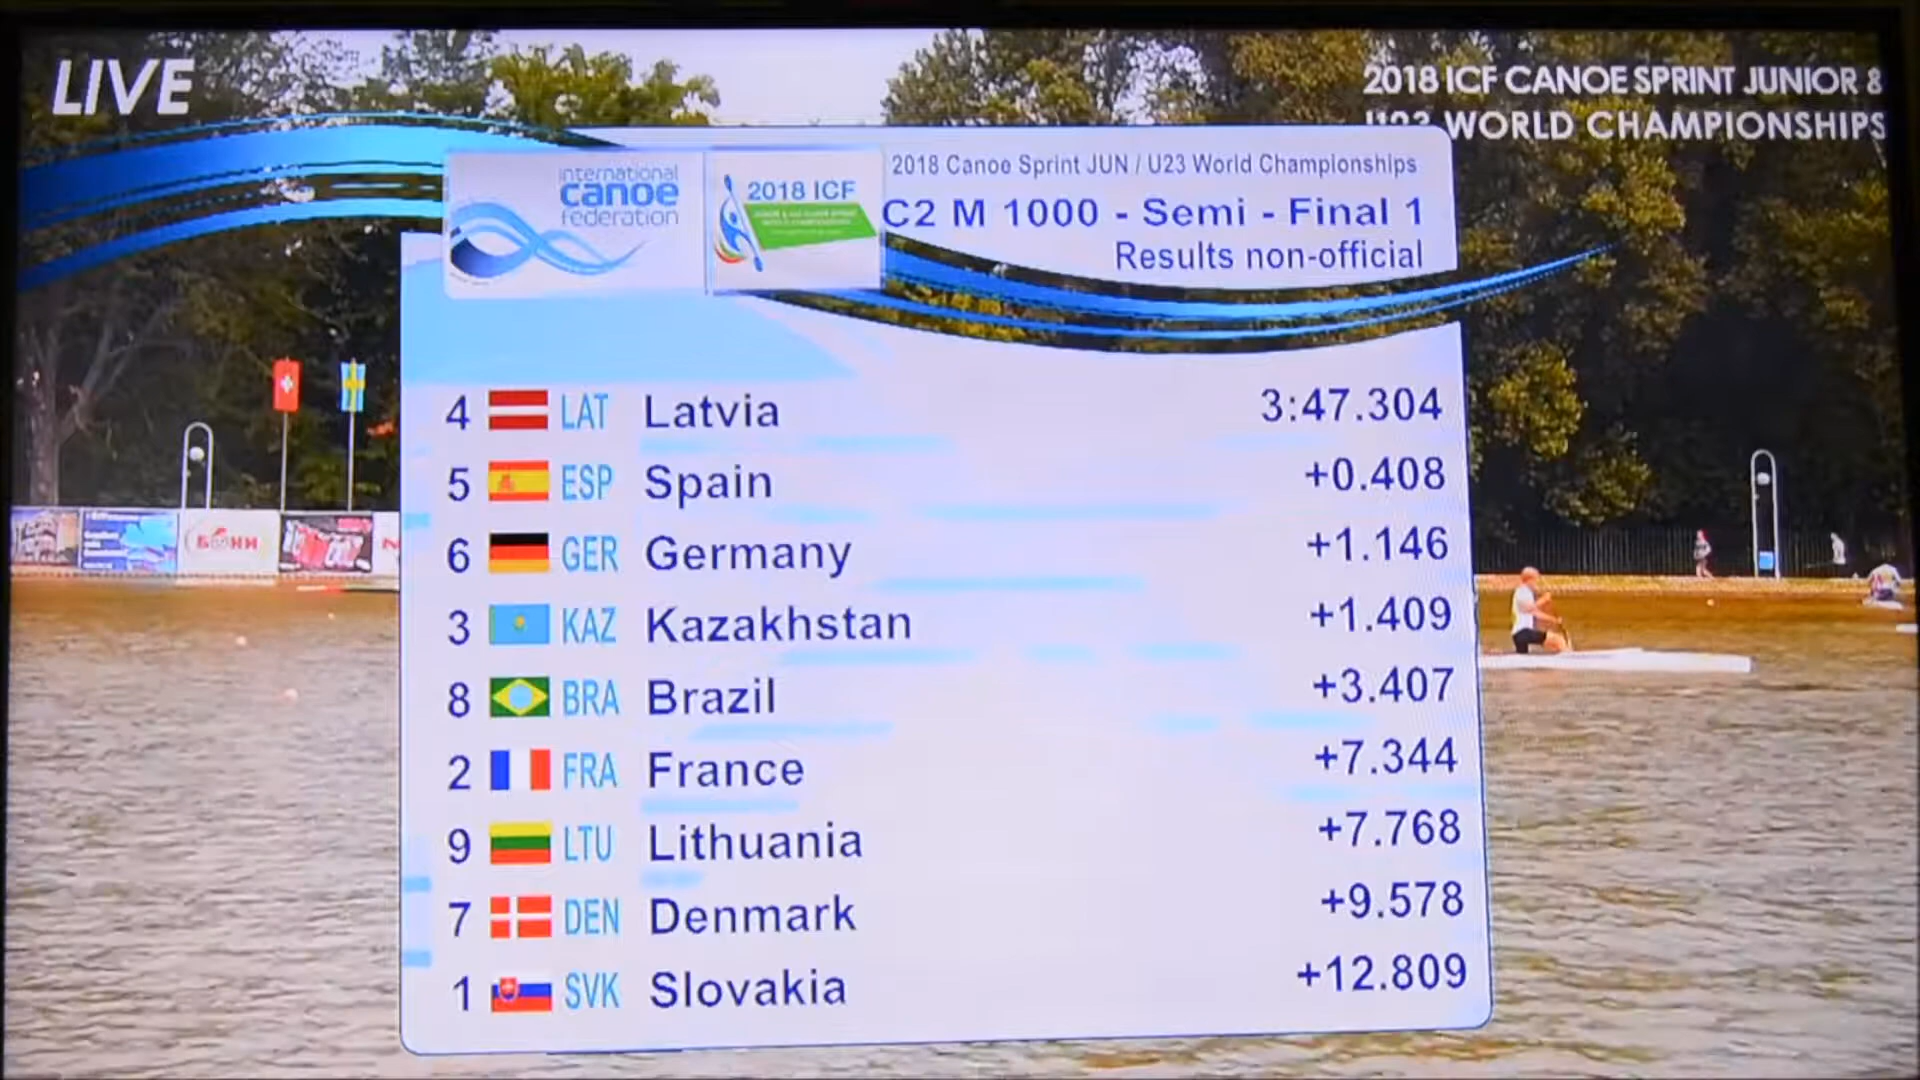 LIVE
2018 ICF CANOE SPRINT JUNIOR &
U23 WORLD CHAMPIONSHIPS
international
canoe
federation
2018 ICF
2018 Canoe Sprint JUN / U23 World Championships
C2 M 1000 - Semi - Final 1
Results non-official
4 LAT Latvia 3:47.304
5 ESP Spain +0.408
6 GER Germany +1.146
3 KAZ Kazakhstan +1.409
8 BRA Brazil +3.407
2 FRA France +7.344
9 LTU Lithuania +7.768
7 DEN Denmark +9.578
1 SVK Slovakia +12.809